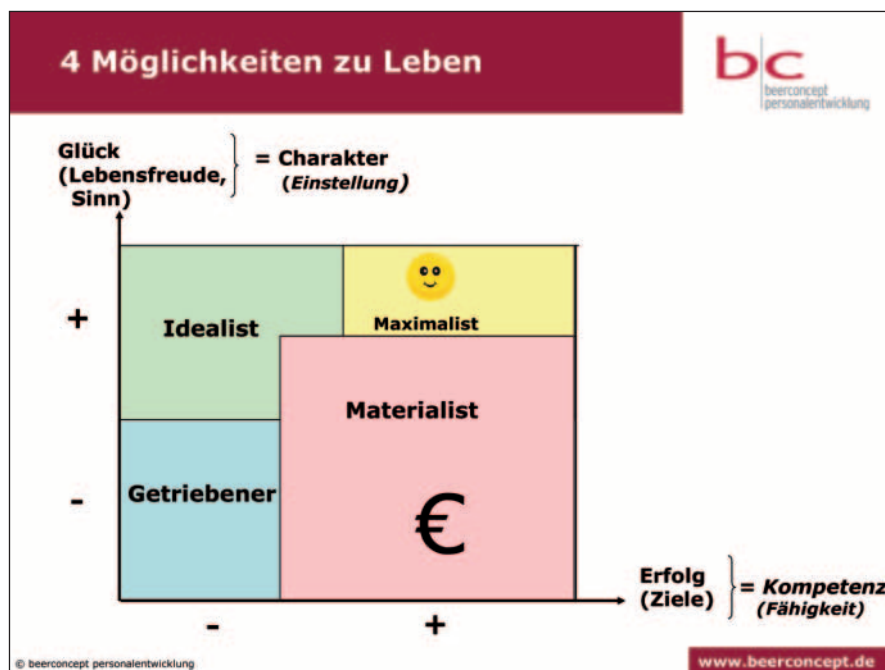 4 Möglichkeiten zu Leben
b c
beerconcept
personalentwicklung
Glück
(Lebensfreude,
Sinn)
= Charakter
(Einstellung)
+
Idealist
Maximalist
Materialist
-
Getriebener
€
Erfolg
(Ziele)
= Kompetenz
(Fähigkeit)
-
+
© beerconcept personalentwicklung
www.beerconcept.de